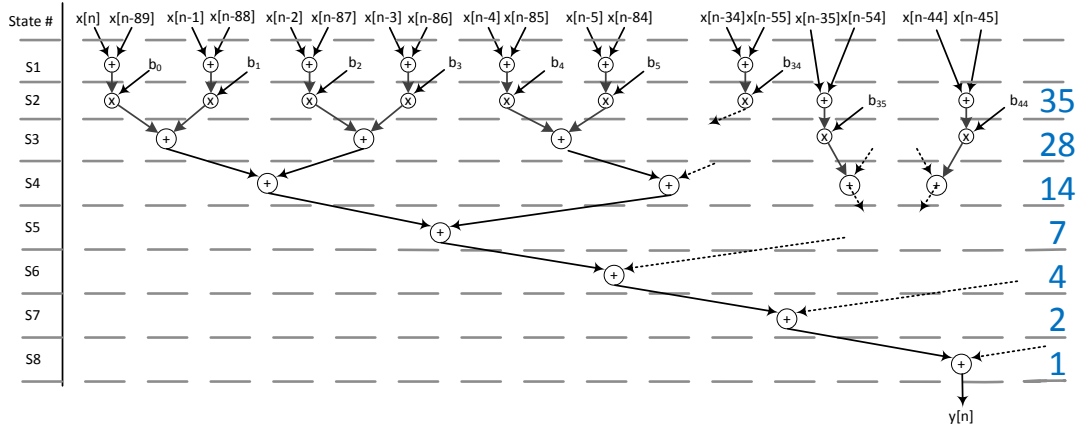 State # x[n] x[n-89] x[n-1] x[n-88] x[n-2] x[n-87] x[n-3] x[n-86] x[n-4] x[n-85] x[n-5] x[n-84] x[n-34] x[n-55] x[n-35] x[n-54] x[n-44] x[n-45]
S1 + + + + + + +
b0 b1 b2 b3 b4 b5 b34
S2 x x x x x x x + + 35
b35 b44
S3 + + + x x 28
S4 + + + + 14
S5 + 7
S6 + 4
S7 + 2
S8 + 1
y[n]